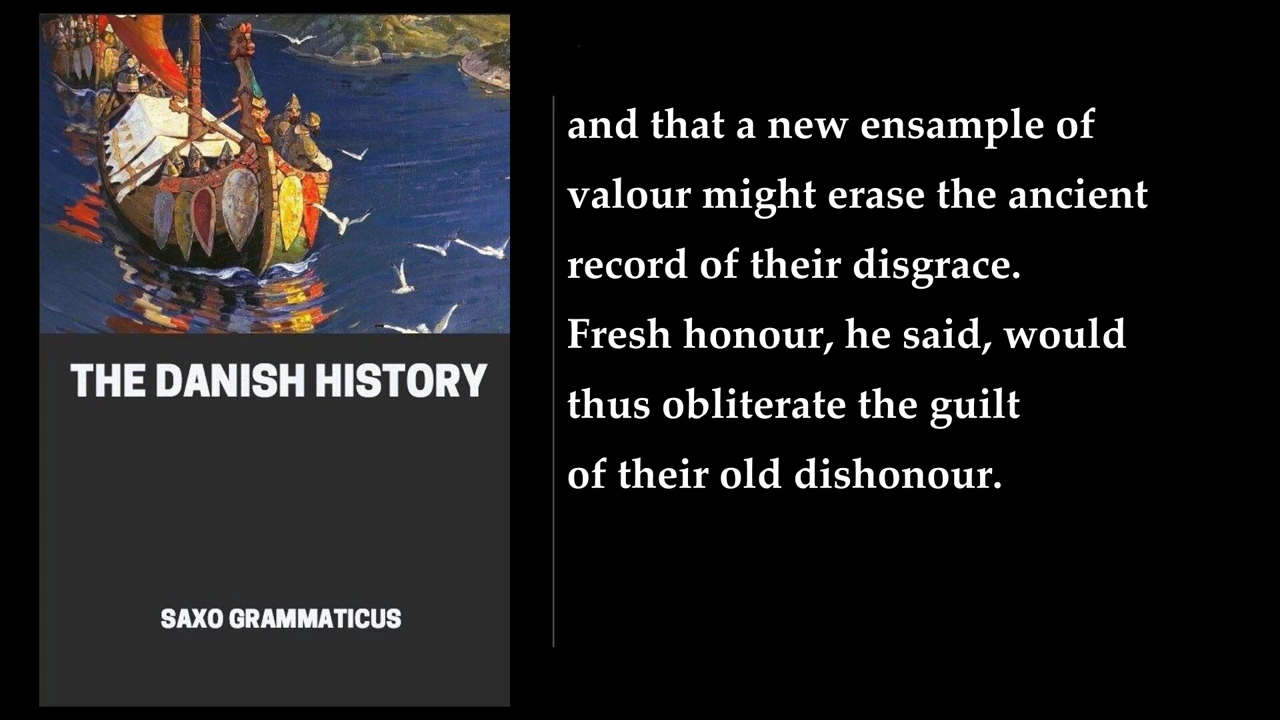 THE DANISH HISTORY
SAXO GRAMMATICUS
and that a new ensample of
valour might erase the ancient
record of their disgrace.
Fresh honour, he said, would
thus obliterate the guilt
of their old dishonour.